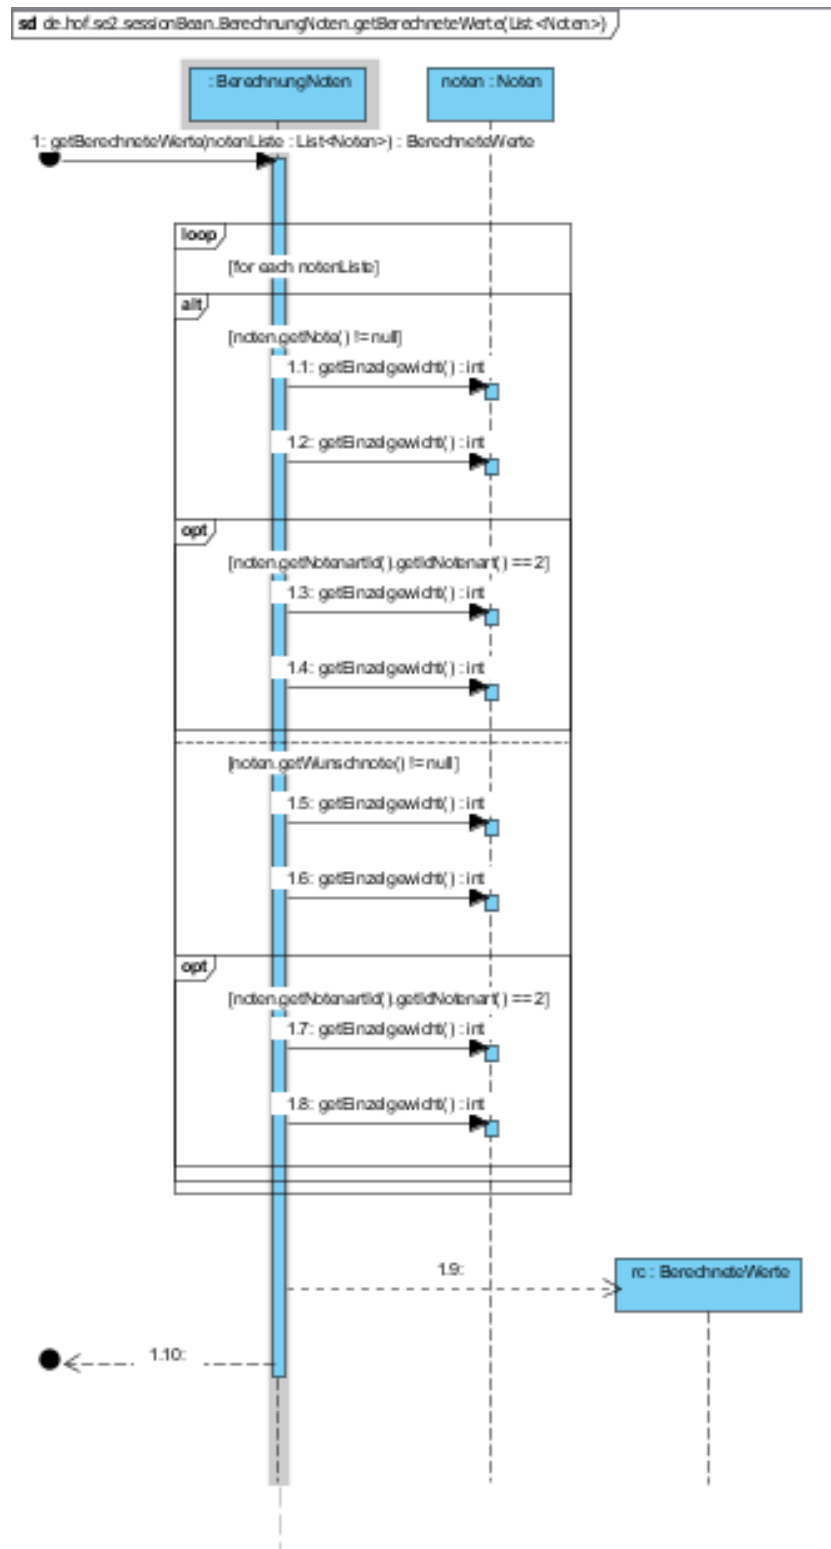 sd de.hof.se2.sessionBean.BerechnungNoten.getBerechneteWerte(List<Noten>)
: BerechnungNoten
noten : Noten
1: getBerechneteWerte(notenListe : List<Noten>) : BerechneteWerte
loop
[for each notenListe]
alt
[noten.getNote() != null]
1.1: getEinzelgewicht() : int
1.2: getEinzelgewicht() : int
opt
[noten.getNotenartId().getIdNotenart() == 2]
1.3: getEinzelgewicht() : int
1.4: getEinzelgewicht() : int
[noten.getWunschnote() != null]
1.5: getEinzelgewicht() : int
1.6: getEinzelgewicht() : int
opt
[noten.getNotenartId().getIdNotenart() == 2]
1.7: getEinzelgewicht() : int
1.8: getEinzelgewicht() : int
1.9:
rc : BerechneteWerte
1.10: